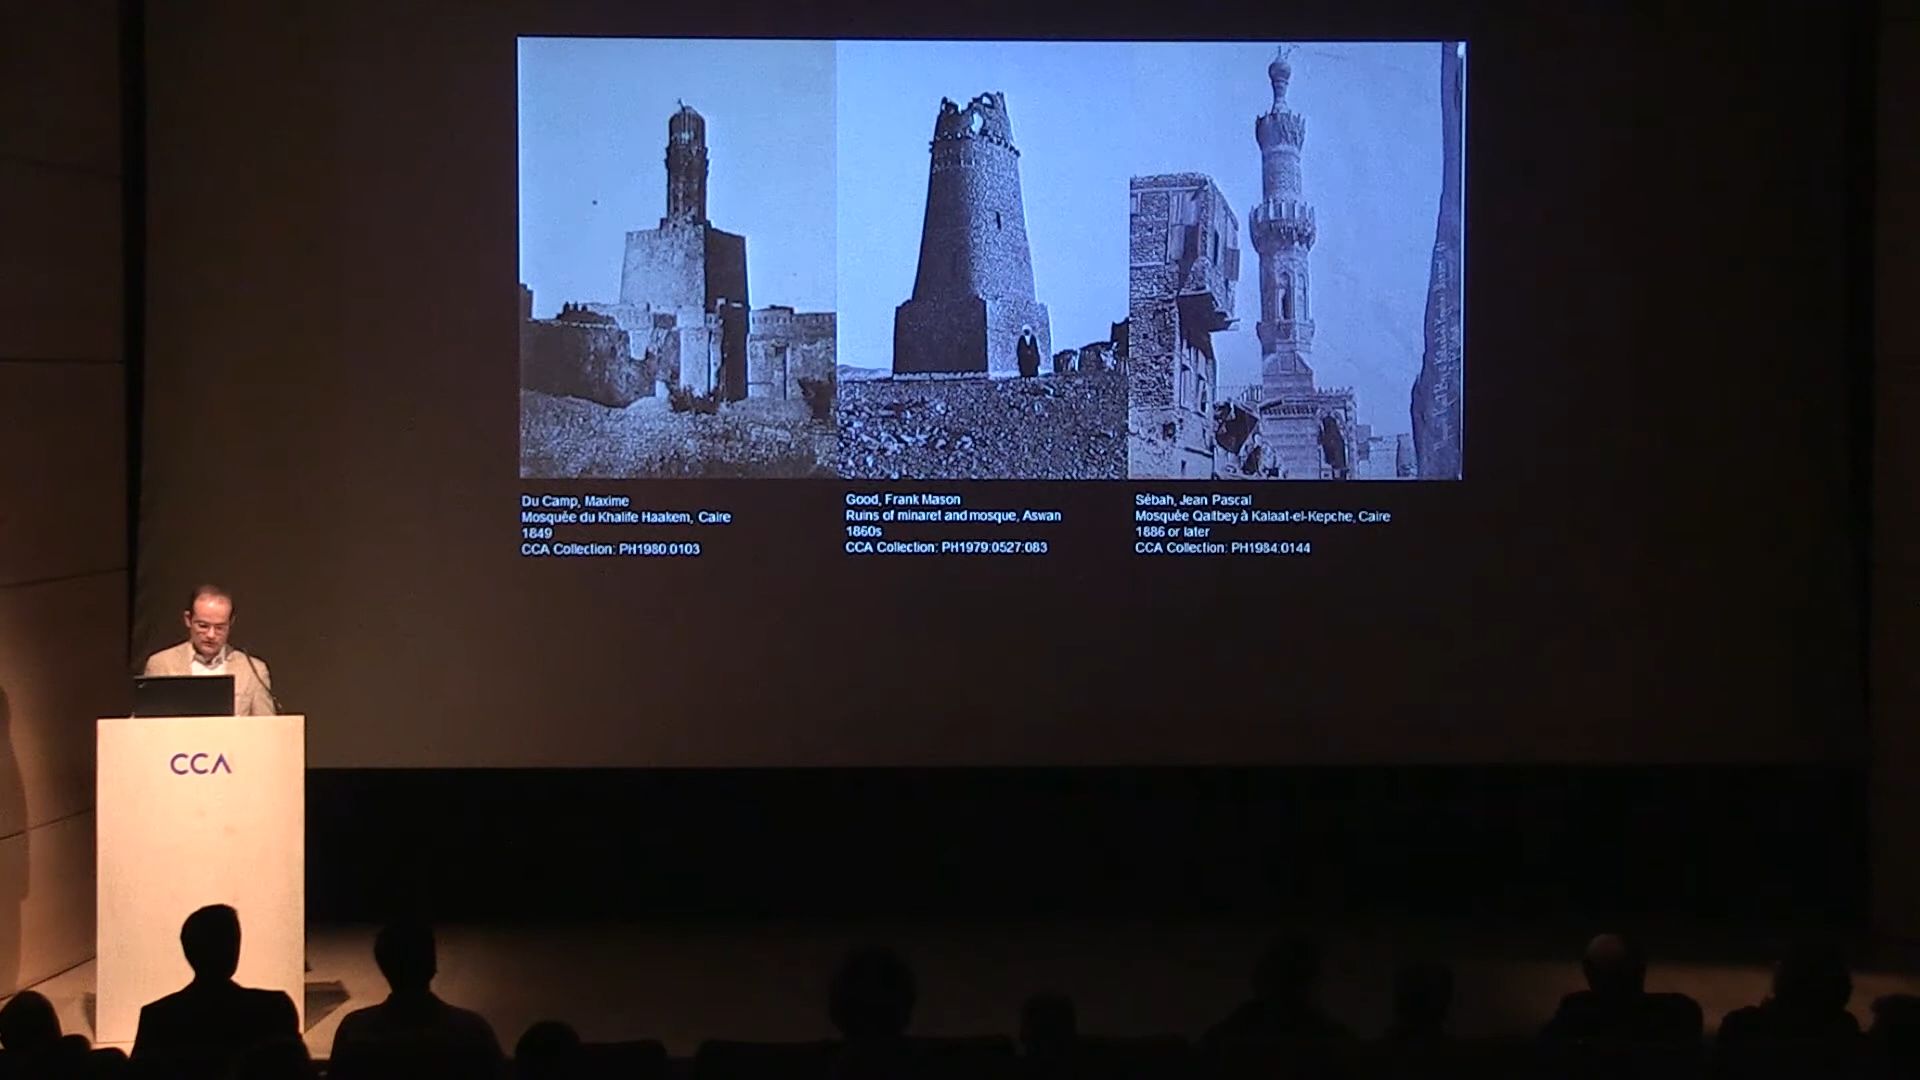 Du Camp, Maxime
Mosquée du Khalife Haakem, Caire
1849
CCA Collection: PH1980:0103
Good, Frank Mason
Ruins of minaret and mosque, Aswan
1860s
CCA Collection: PH1979:0527:083
Sébah, Jean Pascal
Mosquée Qaitbey à Kalaat-el-Kepche, Caire
1886 or later
CCA Collection: PH1984:0144
CCA